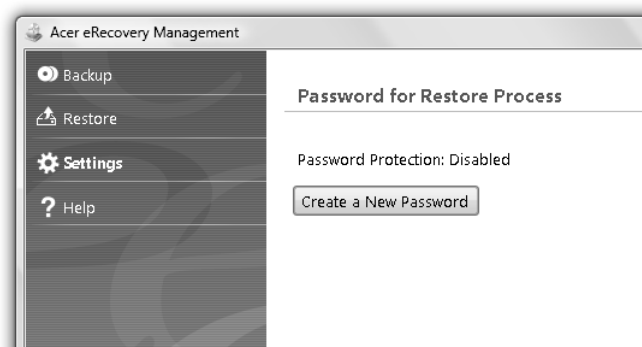 Acer eRecovery Management
Backup
Restore
Settings
Help
Password for Restore Process
Password Protection: Disabled
Create a New Password